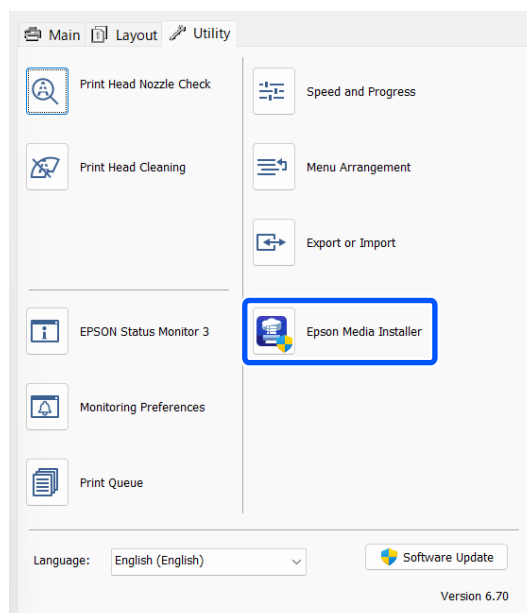 Main
Layout
Utility
Print Head Nozzle Check
Speed and Progress
Print Head Cleaning
Menu Arrangement
Export or Import
EPSON Status Monitor 3
Epson Media Installer
Monitoring Preferences
Print Queue
Language:
English (English)
Software Update
Version 6.70